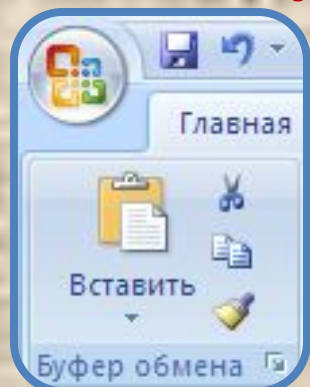 Главная
Вставить
Буфер обмена